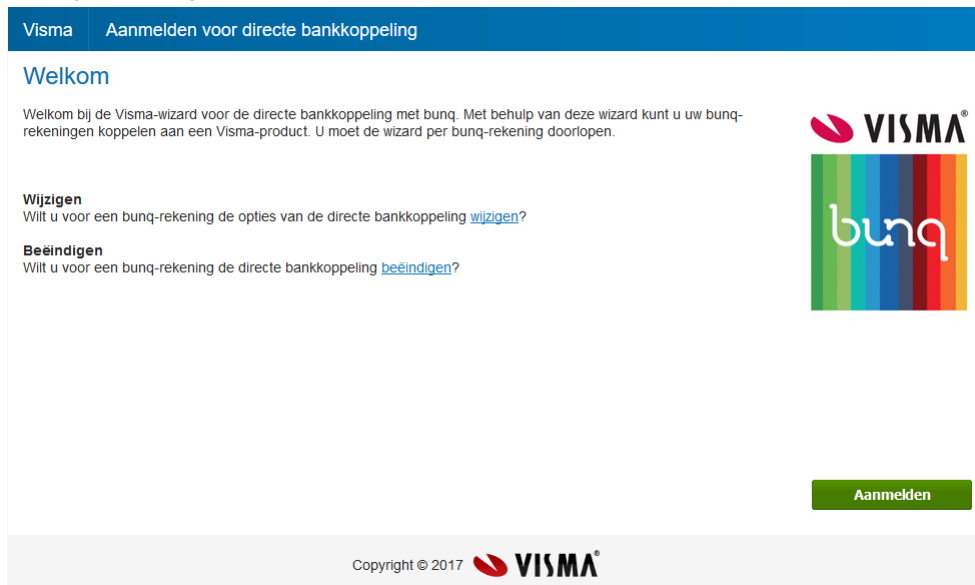 Visma Aanmelden voor directe bankkoppeling
Welkom
Welkom bij de Visma-wizard voor de directe bankkoppeling met bunq. Met behulp van deze wizard kunt u uw bunq-
rekeningen koppelen aan een Visma-product. U moet de wizard per bunq-rekening doorlopen.
VISMA®
bunq
Wijzigen
Wilt u voor een bunq-rekening de opties van de directe bankkoppeling wijzigen?
Beëindigen
Wilt u voor een bunq-rekening de directe bankkoppeling beëindigen?
Aanmelden
Copyright © 2017 VISMA®